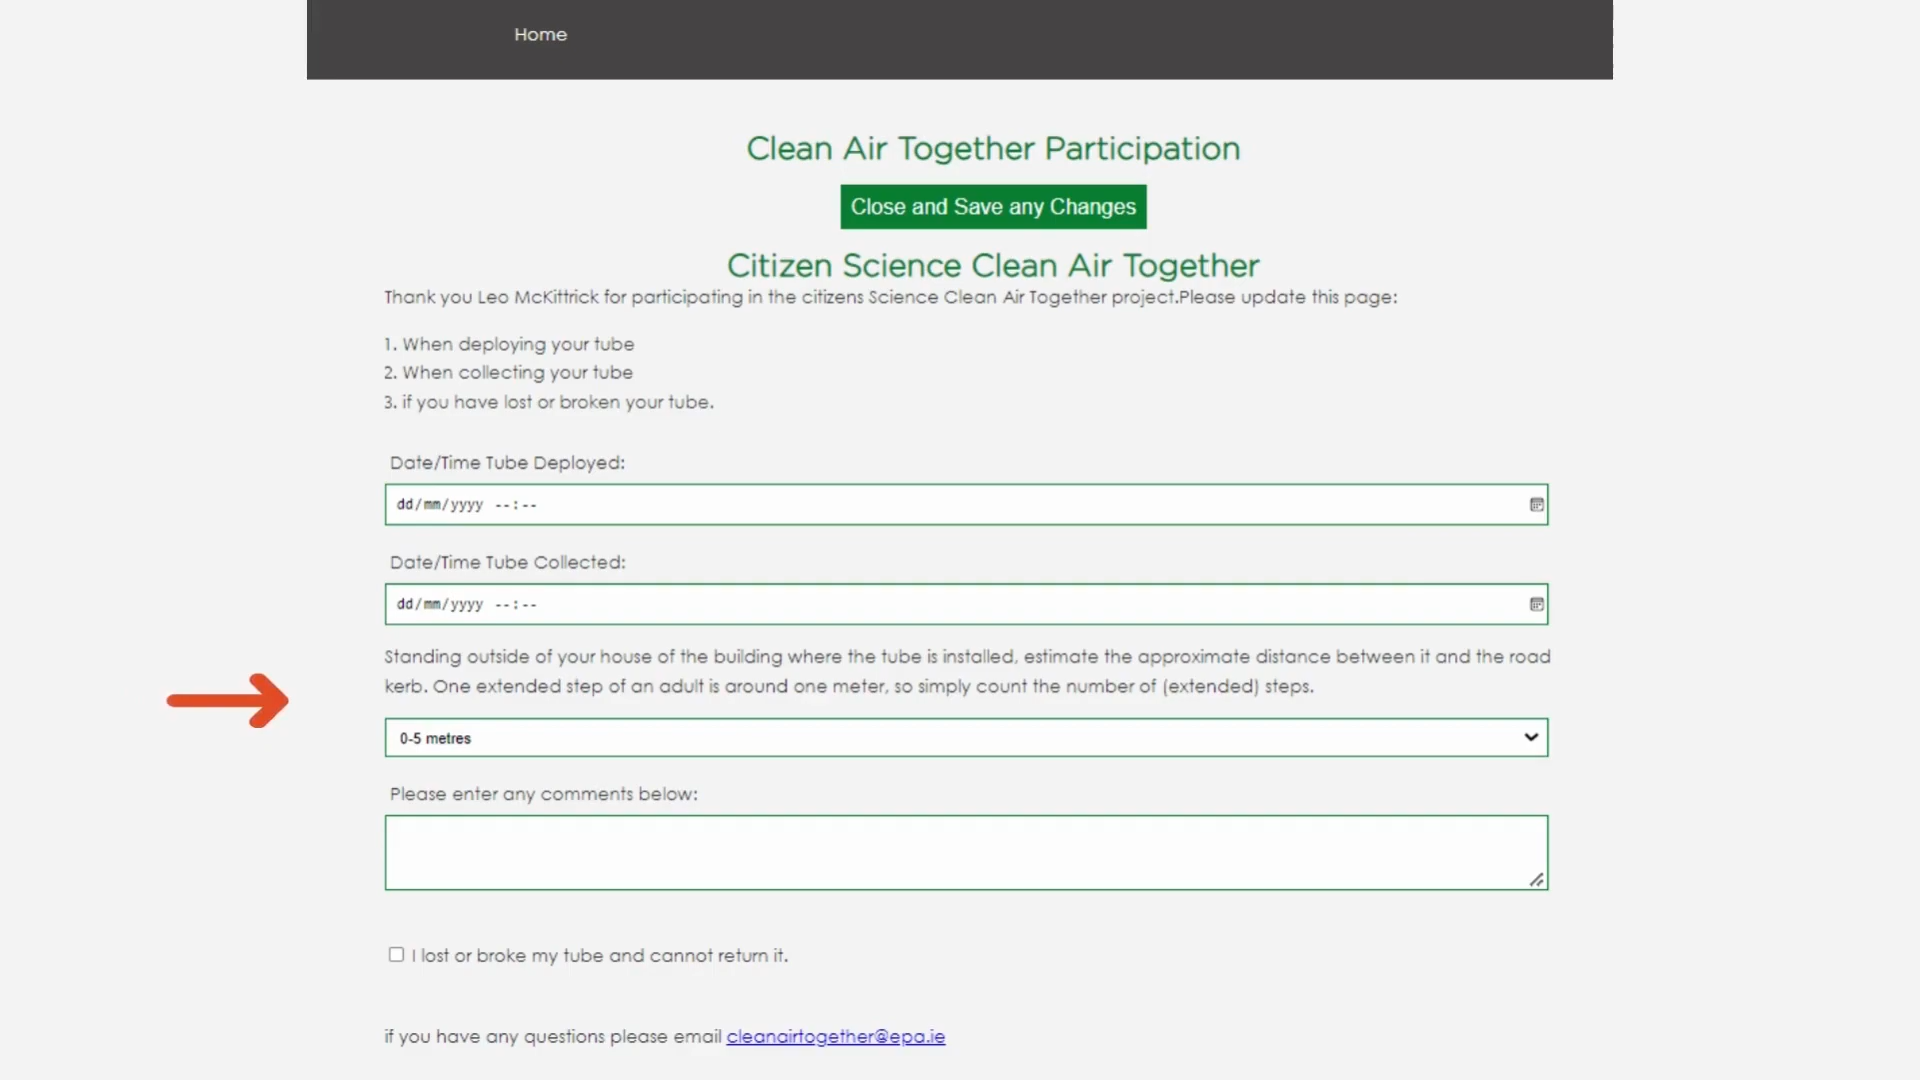 Home
Clean Air Together Participation
Close and Save any Changes
Citizen Science Clean Air Together
Thank you Leo McKittrick for participating in the citizens Science Clean Air Together project.Please update this page:
1. When deploying your tube
2. When collecting your tube
3. if you have lost or broken your tube.
Date/Time Tube Deployed:
dd/mm/yyyy --:--
Date/Time Tube Collected:
dd/mm/yyyy --:--
Standing outside of your house of the building where the tube is installed, estimate the approximate distance between it and the road
kerb. One extended step of an adult is around one meter, so simply count the number of (extended) steps.
0-5 metres
Please enter any comments below:
I lost or broke my tube and cannot return it.
if you have any questions please email cleanairtogether@epa.ie